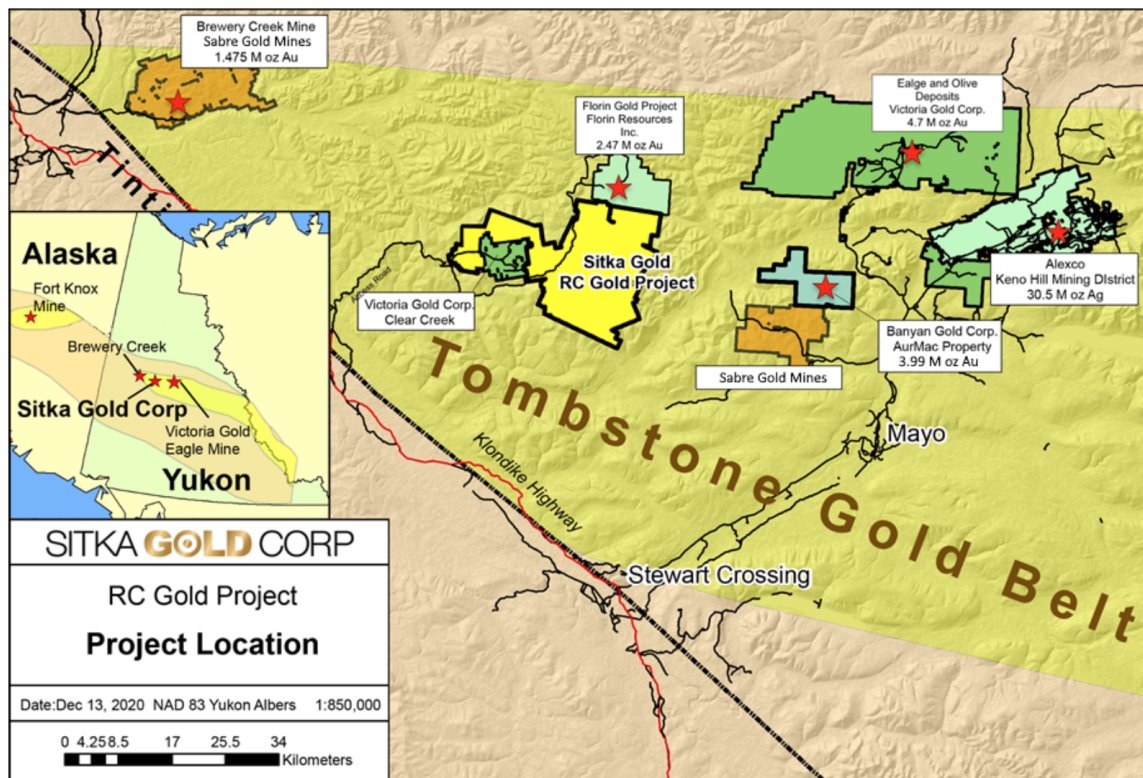 Brewery Creek Mine
Sabre Gold Mines
1.475 M oz Au
Florin Gold Project
Florin Resources
Inc.
2.47 M oz Au
Ealge and Olive
Deposits
Victoria Gold Corp.
4.7 M oz Au
Tinti
Sitka Gold
RC Gold Project
Access Road
Victoria Gold Corp.
Clear Creek
Alexco
Keno Hill Mining DIstrict
30.5 M oz Ag
Banyan Gold Corp.
AurMac Property
3.99 M oz Au
Sabre Gold Mines
Tombstone Gold Belt
Mayo
Klondike Highway
Stewart Crossing
Alaska
Fort Knox
Mine
Brewery Creek
Sitka Gold Corp
Victoria Gold
Eagle Mine
Yukon
SITKA GOLD CORP
RC Gold Project
Project Location
Date:Dec 13, 2020 NAD 83 Yukon Albers 1:850,000
0 4.25 8.5 17 25.5 34
Kilometers